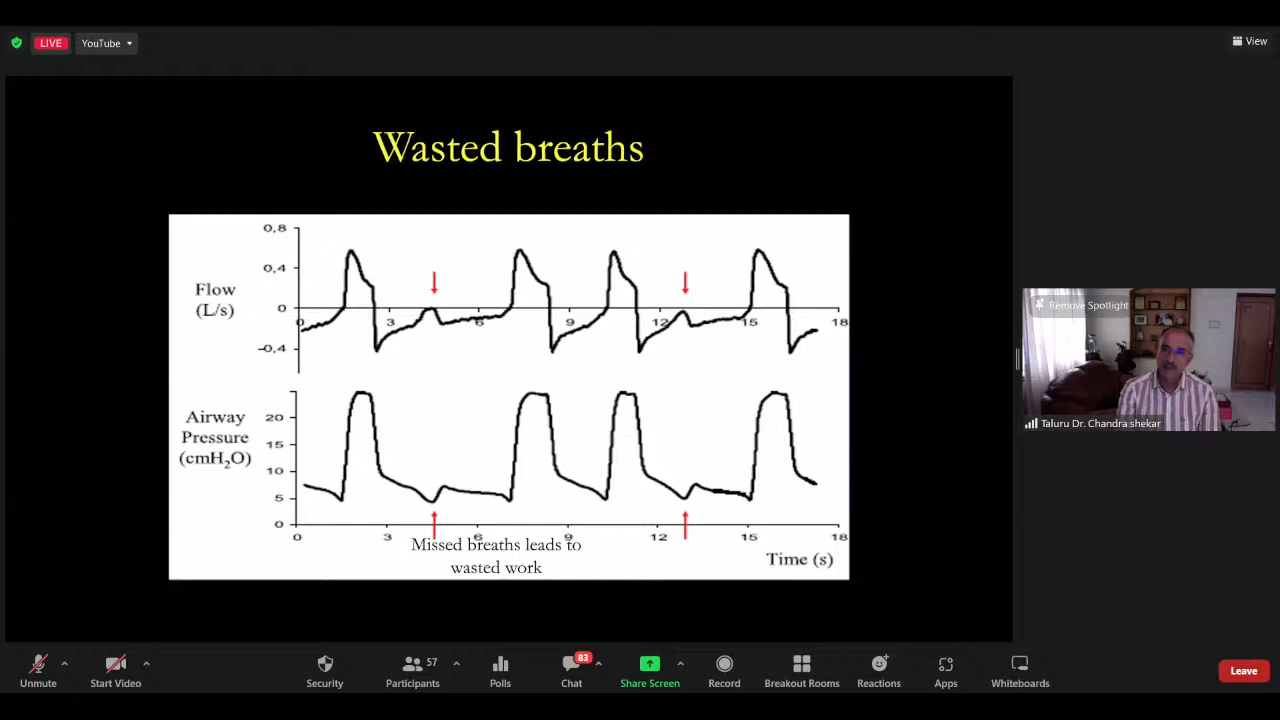 LIVE
YouTube
View
Wasted breaths
0,8
0,4
0
-0,4
Flow
(L/s)
0 3 6 9 12 15 18
Airway
Pressure
(cmH₂O)
20
15
10
5
0
0 3 6 9 12 15 18
Missed breaths leads to
wasted work
Time (s)
Remove Spotlight
Taluru Dr. Chandra shekar
Unmute
Start Video
Security
57
Participants
Polls
83
Chat
Share Screen
Record
Breakout Rooms
Reactions
Apps
Whiteboards
Leave